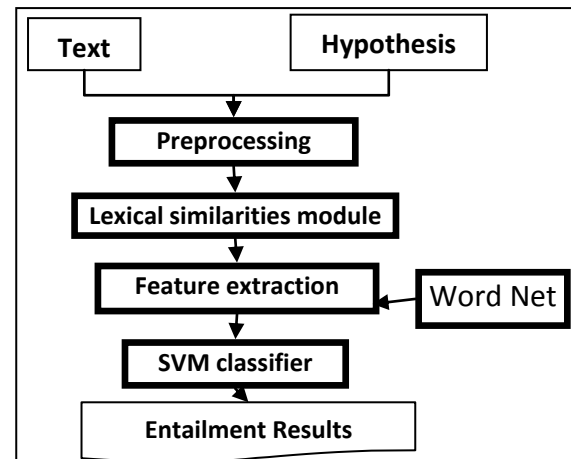 Text
Hypothesis
Preprocessing
Lexical similarities module
Feature extraction
Word Net
SVM classifier
Entailment Results